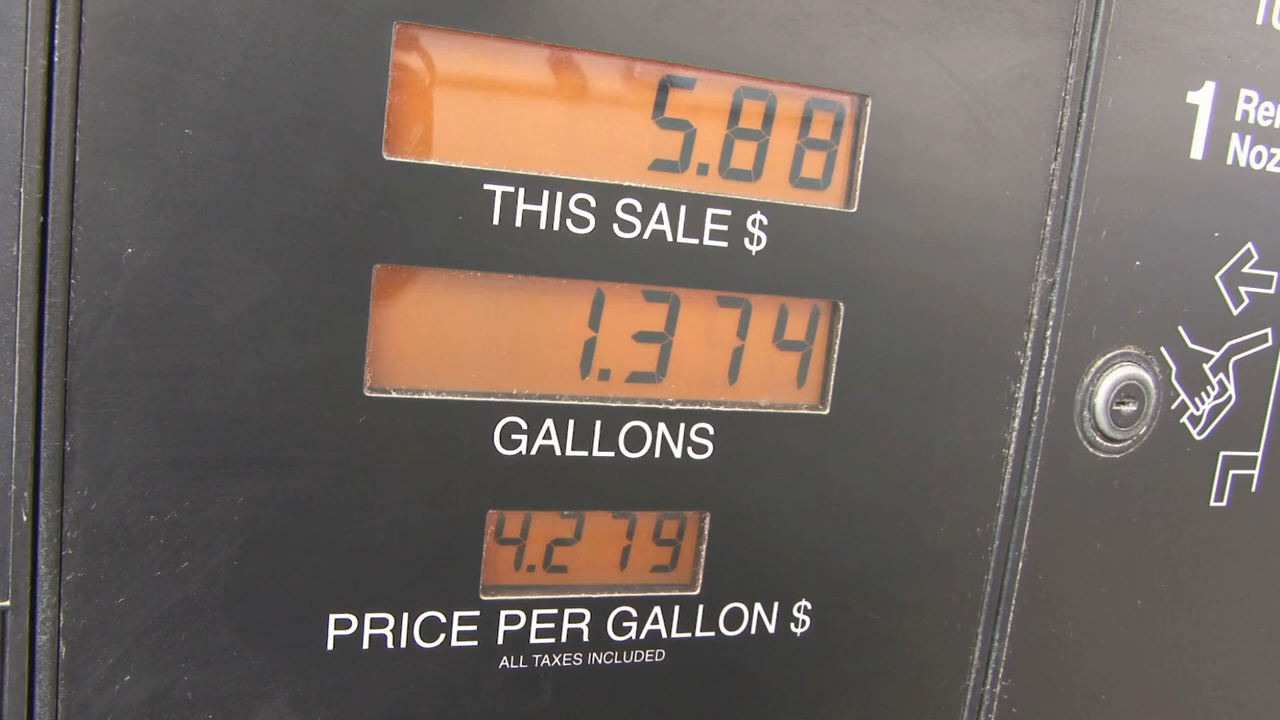 5.88
THIS SALE $
1.374
GALLONS
4.279
PRICE PER GALLON $
ALL TAXES INCLUDED
1